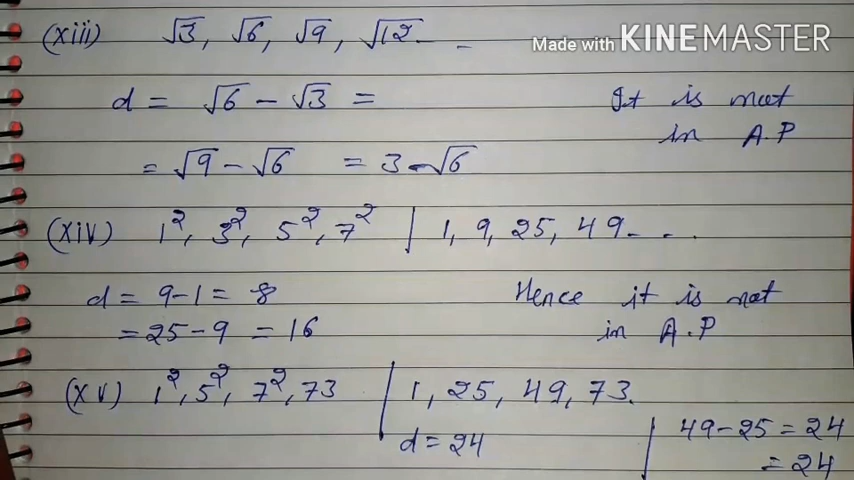 (xiii) √3, √6, √9, √12 - -
Made with KINEMASTER
d = √6 - √3 =
It is not
in A.P
= √9 - √6 = 3 - √6
(xiv) 1², 3², 5², 7² | 1, 9, 25, 49 - - .
d = 9-1 = 8
Hence it is not
= 25-9 = 16
in A.P
(xv) 1², 5², 7², 73 | 1, 25, 49, 73.
d = 24
49-25 = 24
= 24